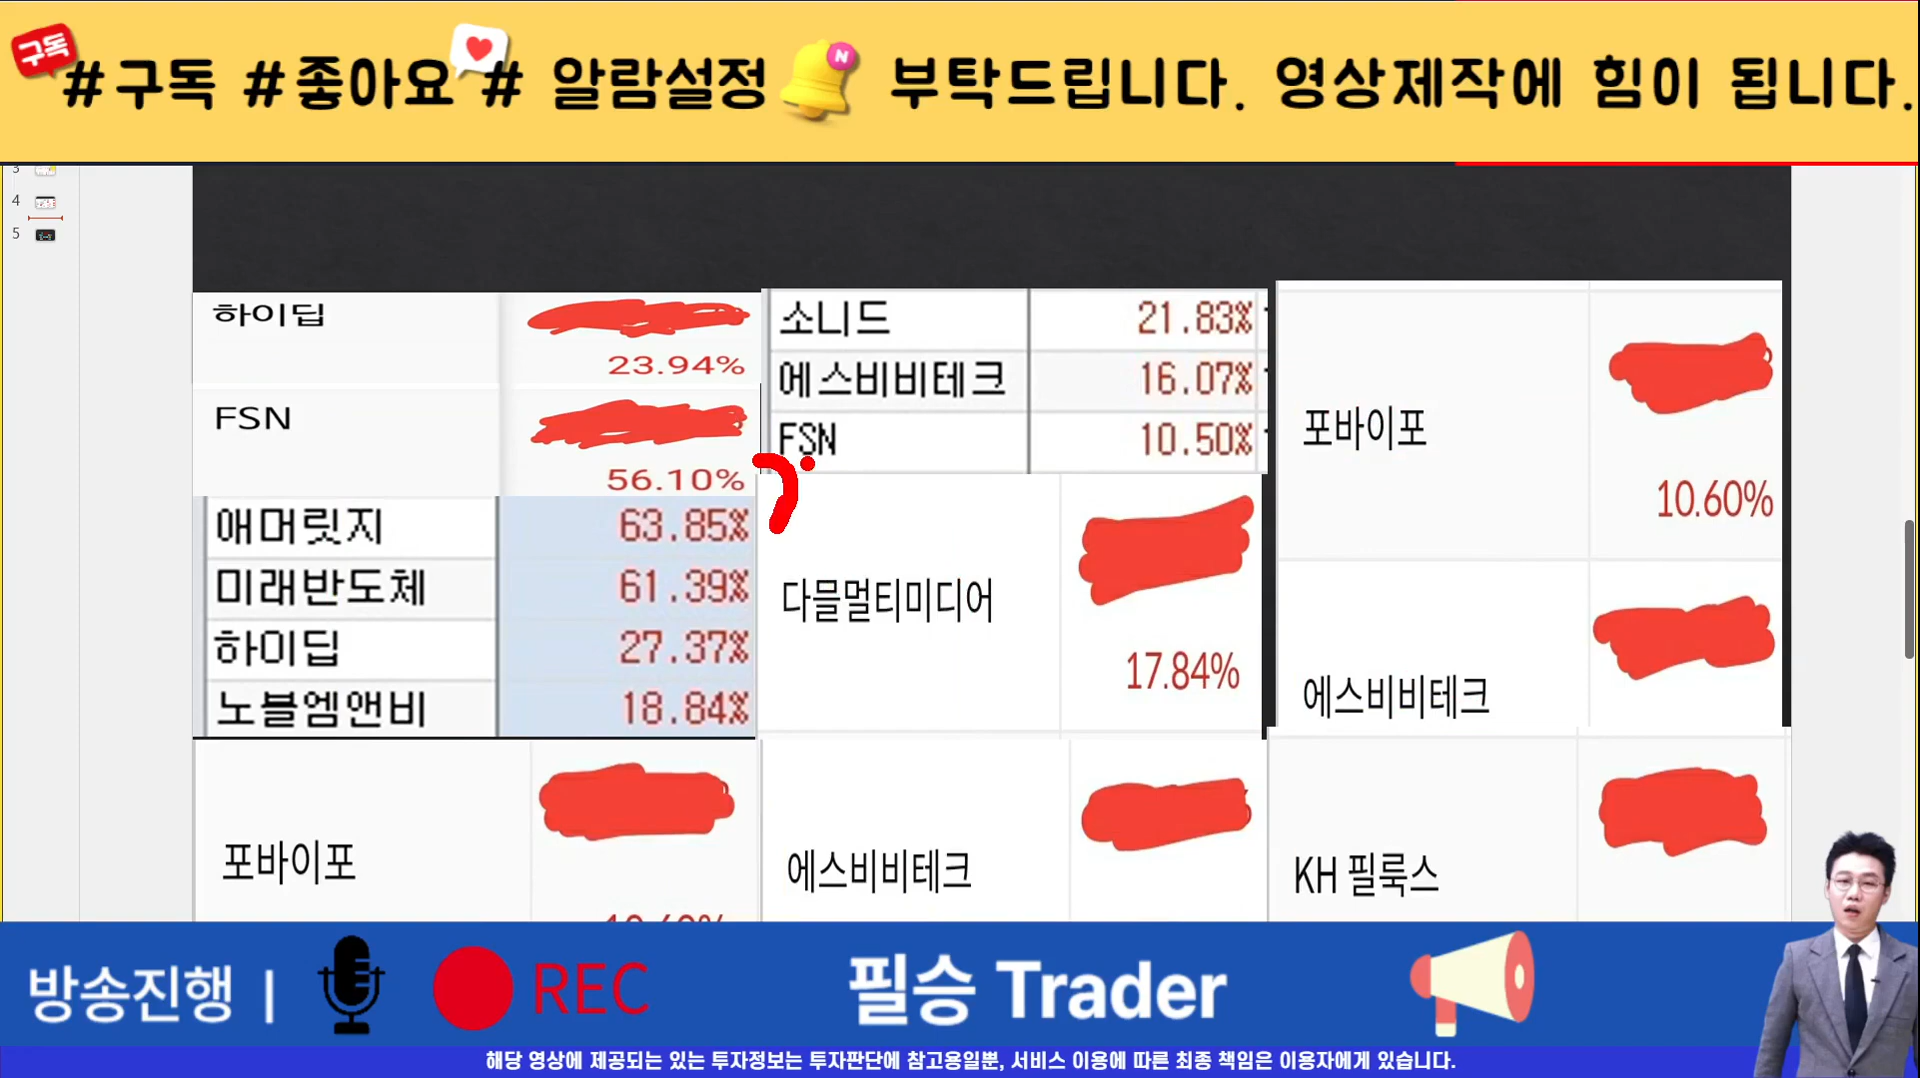 구독
#구독 #좋아요 # 알람설정 N 부탁드립니다. 영상제작에 힘이 됩니다.
3
4
5
하이딥
23.94%
FSN
56.10%
애머릿지 63.85%
미래반도체 61.39%
하이딥 27.37%
노블엠앤비 18.84%
소니드 21.83%
에스비비테크 16.07%
FSN 10.50%
다믈멀티미디어
17.84%
포바이포
10.60%
에스비비테크
포바이포
에스비비테크
KH 필룩스
방송진행 | REC 필승 Trader
해당 영상에 제공되는 있는 투자정보는 투자판단에 참고용일뿐, 서비스 이용에 따른 최종 책임은 이용자에게 있습니다.